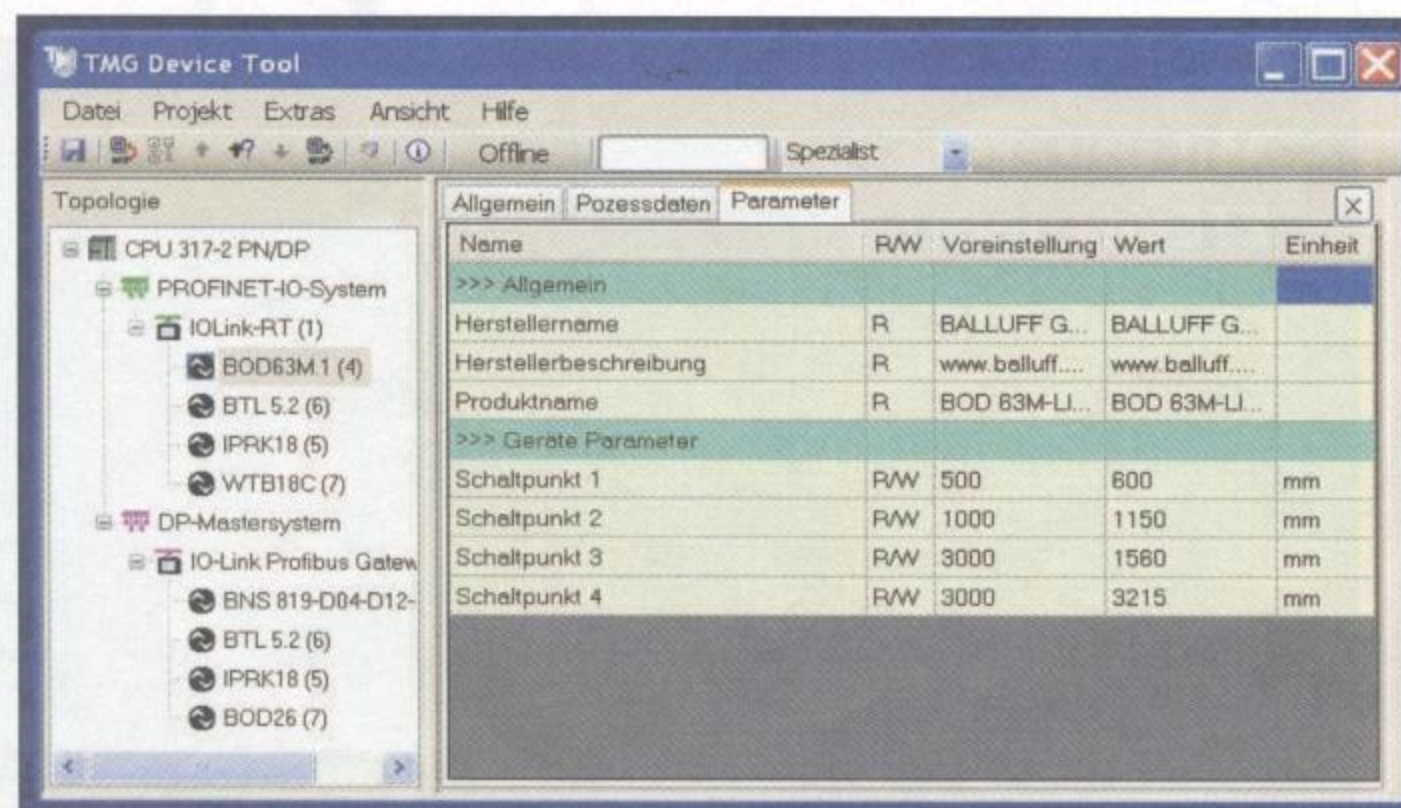 TMG Device Tool
Datei Projekt Extras Ansicht Hilfe
Offline Spezialist
Topologie
CPU 317-2 PN/DP
PROFINET-IO-System
IOLink-RT (1)
BOD63M.1 (4)
BTL 5.2 (6)
IPRK18 (5)
WTB18C (7)
DP-Mastersystem
IO-Link Profibus Gatew
BNS 819-D04-D12-
BTL 5.2 (6)
IPRK18 (5)
BOD26 (7)
Allgemein Pozessdaten Parameter
Name R/W Voreinstellung Wert Einheit
>>> Allgemein
Herstellername R BALLUFF G... BALLUFF G...
Herstellerbeschreibung R www.balluff.... www.balluff....
Produktname R BOD 63M-LI... BOD 63M-LI...
>>> Geräte Parameter
Schaltpunkt 1 R/W 500 600 mm
Schaltpunkt 2 R/W 1000 1150 mm
Schaltpunkt 3 R/W 3000 1560 mm
Schaltpunkt 4 R/W 3000 3215 mm